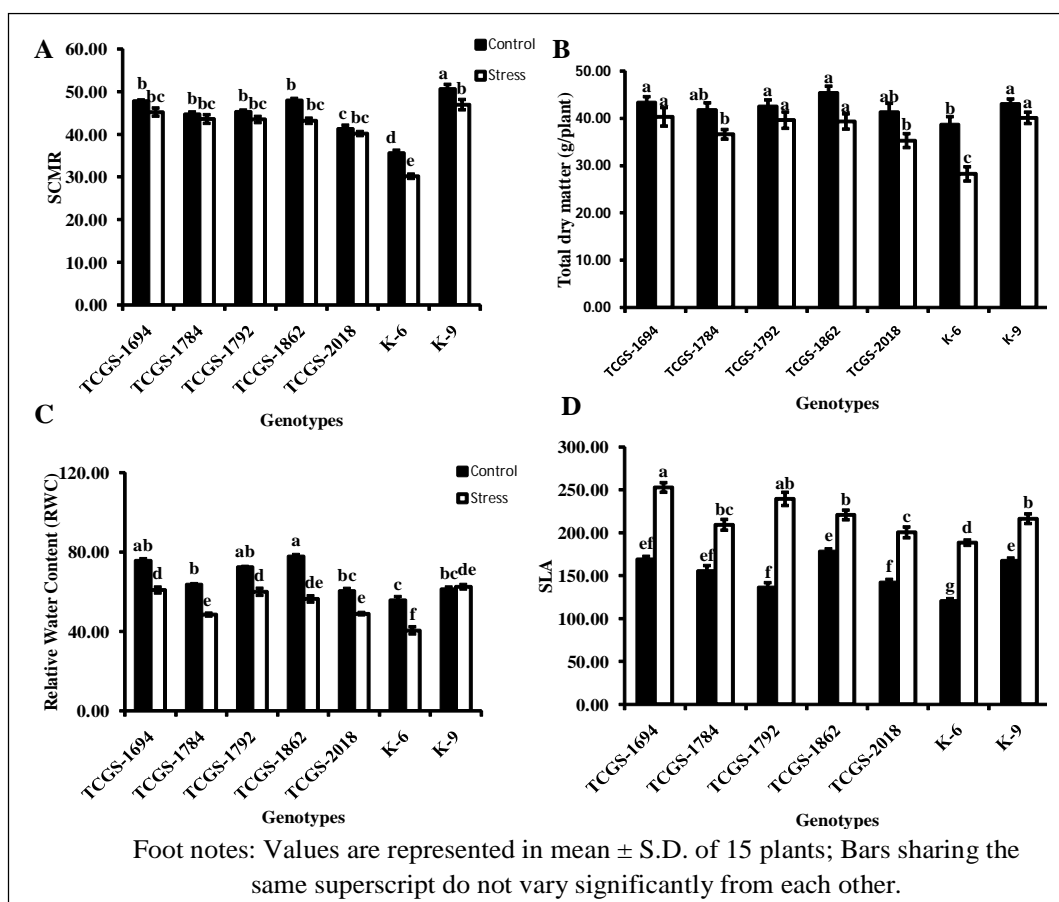 A
SCMR
60.00
50.00
40.00
30.00
20.00
10.00
0.00
Control
Stress
b bc b bc b bc b bc c bc d e a b
TCGS-1694 TCGS-1784 TCGS-1792 TCGS-1862 TCGS-2018 K-6 K-9
Genotypes
B
Total dry matter (g/plant)
50.00
40.00
30.00
20.00
10.00
0.00
a a ab b a a a a ab b b c a a
TCGS-1694 TCGS-1784 TCGS-1792 TCGS-1862 TCGS-2018 K-6 K-9
Genotypes
C
Relative Water Content (RWC)
120.00
80.00
40.00
0.00
Control
Stress
ab d b e ab d a de bc e c f bc de
TCGS-1694 TCGS-1784 TCGS-1792 TCGS-1862 TCGS-2018 K-6 K-9
Genotypes
D
SLA
300.00
250.00
200.00
150.00
100.00
50.00
0.00
ef a ef bc f ab e b f c g d e b
TCGS-1694 TCGS-1784 TCGS-1792 TCGS-1862 TCGS-2018 K-6 K-9
Genotypes
Foot notes: Values are represented in mean ± S.D. of 15 plants; Bars sharing the
same superscript do not vary significantly from each other.